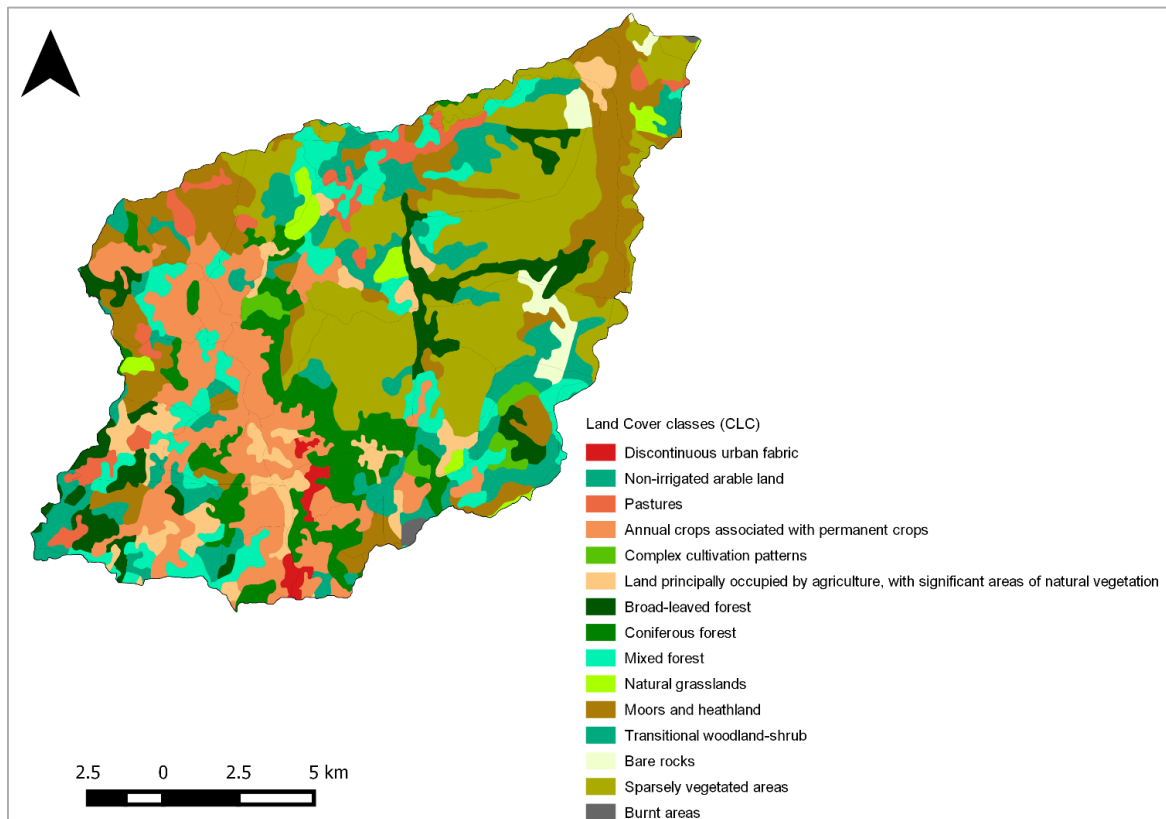 Land Cover classes (CLC)
Discontinuous urban fabric
Non-irrigated arable land
Pastures
Annual crops associated with permanent crops
Complex cultivation patterns
Land principally occupied by agriculture, with significant areas of natural vegetation
Broad-leaved forest
Coniferous forest
Mixed forest
Natural grasslands
Moors and heathland
Transitional woodland-shrub
Bare rocks
Sparsely vegetated areas
Burnt areas
2.5 0 2.5 5 km